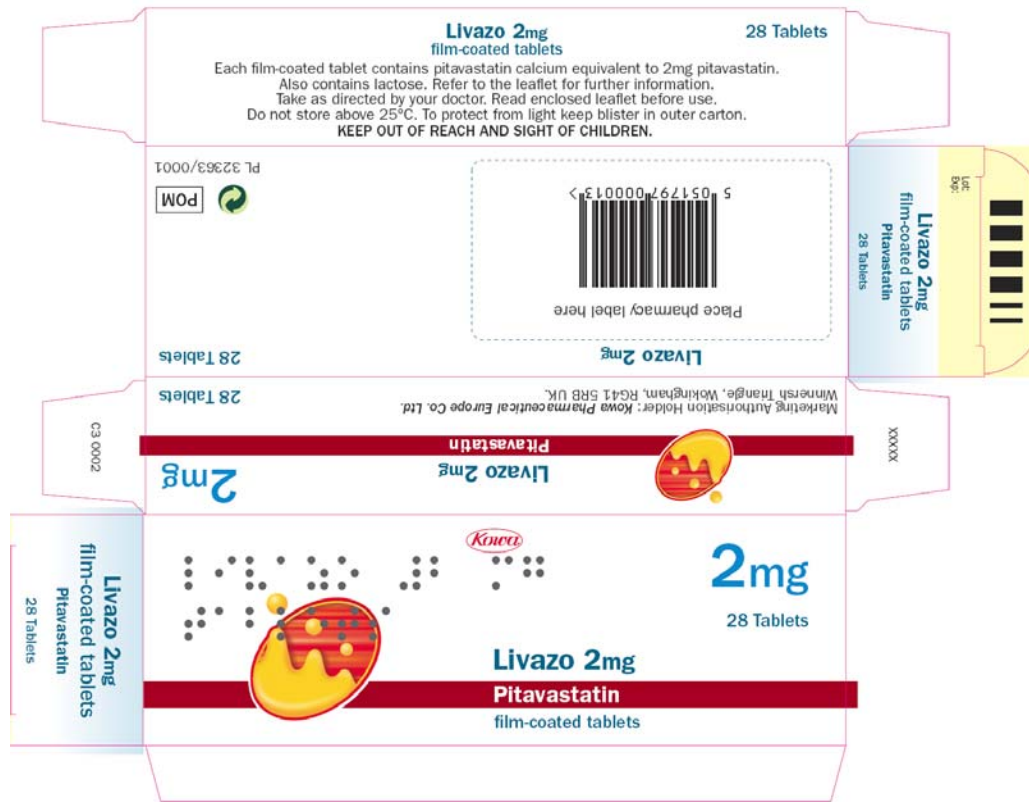 Livazo 2mg
28 Tablets
film-coated tablets
Each film-coated tablet contains pitavastatin calcium equivalent to 2mg pitavastatin.
Also contains lactose. Refer to the leaflet for further information.
Take as directed by your doctor. Read enclosed leaflet before use.
Do not store above 25°C. To protect from light keep blister in outer carton.
KEEP OUT OF REACH AND SIGHT OF CHILDREN.
Livazo 2mg
28 Tablets
Place pharmacy label here
5 051797 000013 >
POM
PL 32363/0001
Lot:
Exp:
Livazo 2mg
film-coated tablets
Pitavastatin
28 Tablets
2mg
Livazo 2mg
Pitavastatin
Marketing Authorisation Holder: Kowa Pharmaceutical Europe Co. Ltd.
Winnersh Triangle, Wokingham, RG41 5RB UK.
28 Tablets
C3 0002
XXXXX
Livazo 2mg
film-coated tablets
Pitavastatin
28 Tablets
Kowa
2mg
28 Tablets
Livazo 2mg
Pitavastatin
film-coated tablets